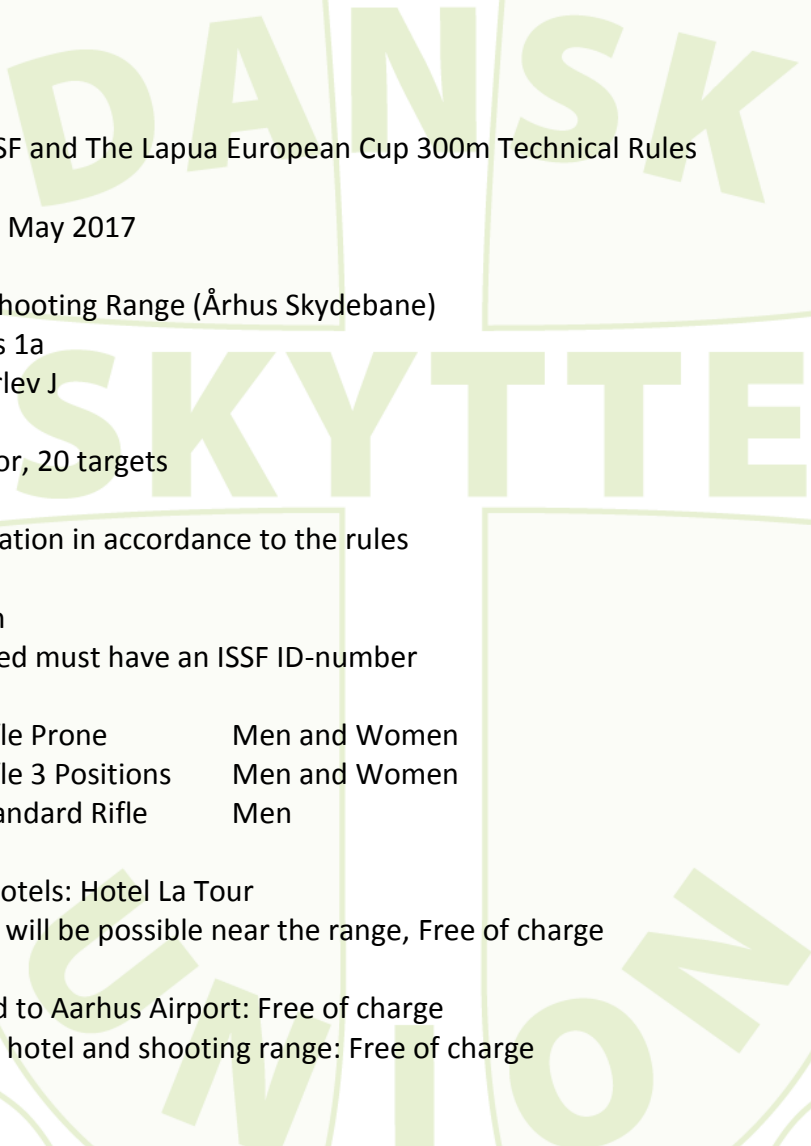 DANSK
SF and The Lapua European Cup 300m Technical Rules
May 2017
hooting Range (Århus Skydebane)
s 1a
rlev J
SKYTTE
or, 20 targets
ation in accordance to the rules
n
ed must have an ISSF ID-number
fle Prone Men and Women
fle 3 Positions Men and Women
andard Rifle Men
otels: Hotel La Tour
will be possible near the range, Free of charge
d to Aarhus Airport: Free of charge
hotel and shooting range: Free of charge
UNION